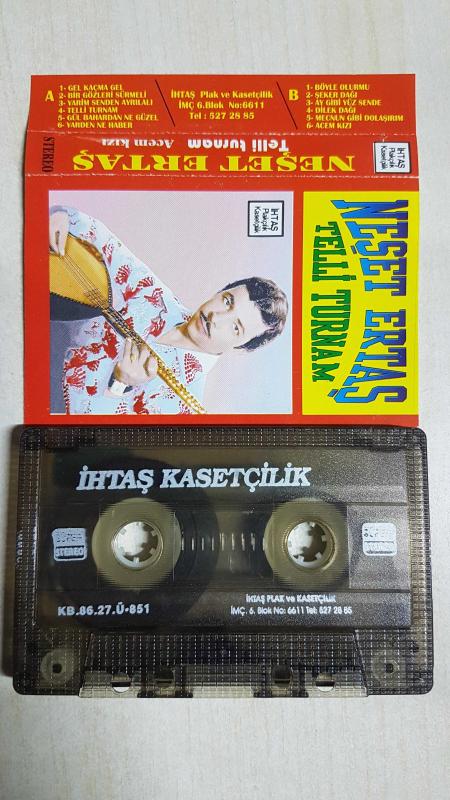 A
1- GEL KAÇMA GEL
2- BİR GÖZLERİ SÜRMELİ
3- YARİM SENDEN AYRILALI
4- TELLİ TURNAM
5- GÜL BAHARDAN NE GÜZEL
6- YARDEN NE HABER
İHTAŞ Plak ve Kasetçilik
İMÇ 6.Blok No:6611
Tel : 527 28 85
B
1- BÖYLE OLURMU
2- ŞEKER DAĞI
3- AY GİBİ YÜZ SENDE
4- DİLEK DAĞI
5- MECNUN GİBİ DOLAŞIRIM
6- ACEM KIZI
STEREO
NEŞET ERTAŞ
Telli turnam Acem kızı
İHTAŞ
Plakçilik
Kasetçilik
İHTAŞ
Plakçilik
Kasetçilik
NEŞET ERTAŞ
TELLİ TURNAM
İHTAŞ KASETÇİLİK
STEREO
KB.86.27.Ü-851
İHTAŞ PLAK ve KASETÇİLİK
İMÇ. 6. Blok No: 6611 Tel: 527 28 85